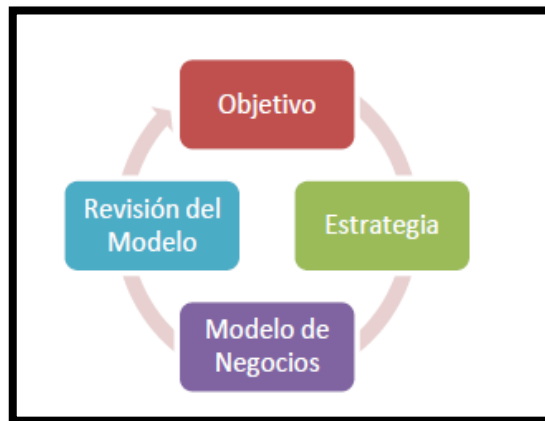 Objetivo
Estrategia
Modelo de
Negocios
Revisión del
Modelo